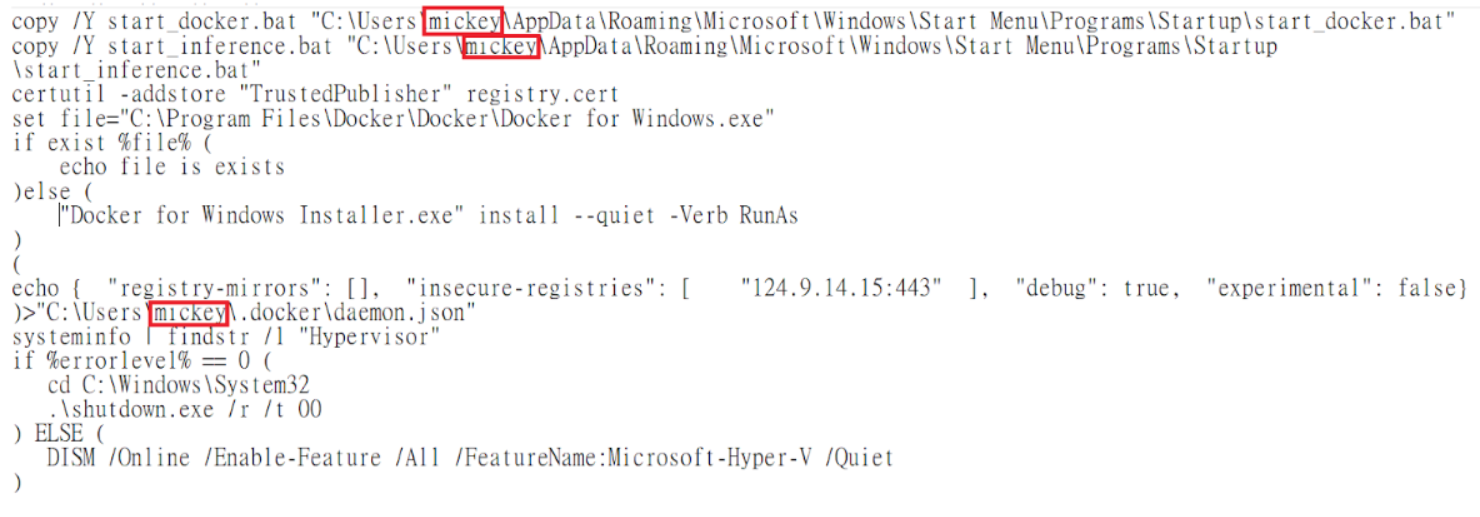 copy /Y start_docker.bat "C:\Users\mickey\AppData\Roaming\Microsoft\Windows\Start Menu\Programs\Startup\start_docker.bat"
copy /Y start_inference.bat "C:\Users\mickey\AppData\Roaming\Microsoft\Windows\Start Menu\Programs\Startup
\start_inference.bat"
certutil -addstore "TrustedPublisher" registry.cert
set file="C:\Program Files\Docker\Docker\Docker for Windows.exe"
if exist %file% (
    echo file is exists
)else (
    "Docker for Windows Installer.exe" install --quiet -Verb RunAs
)
(
echo {  "registry-mirrors": [],  "insecure-registries": [    "124.9.14.15:443"  ],  "debug": true,  "experimental": false}
)>"C:\Users\mickey\.docker\daemon.json"
systeminfo | findstr /l "Hypervisor"
if %errorlevel% == 0 (
   cd C:\Windows\System32
   .\shutdown.exe /r /t 00
) ELSE (
   DISM /Online /Enable-Feature /All /FeatureName:Microsoft-Hyper-V /Quiet
)